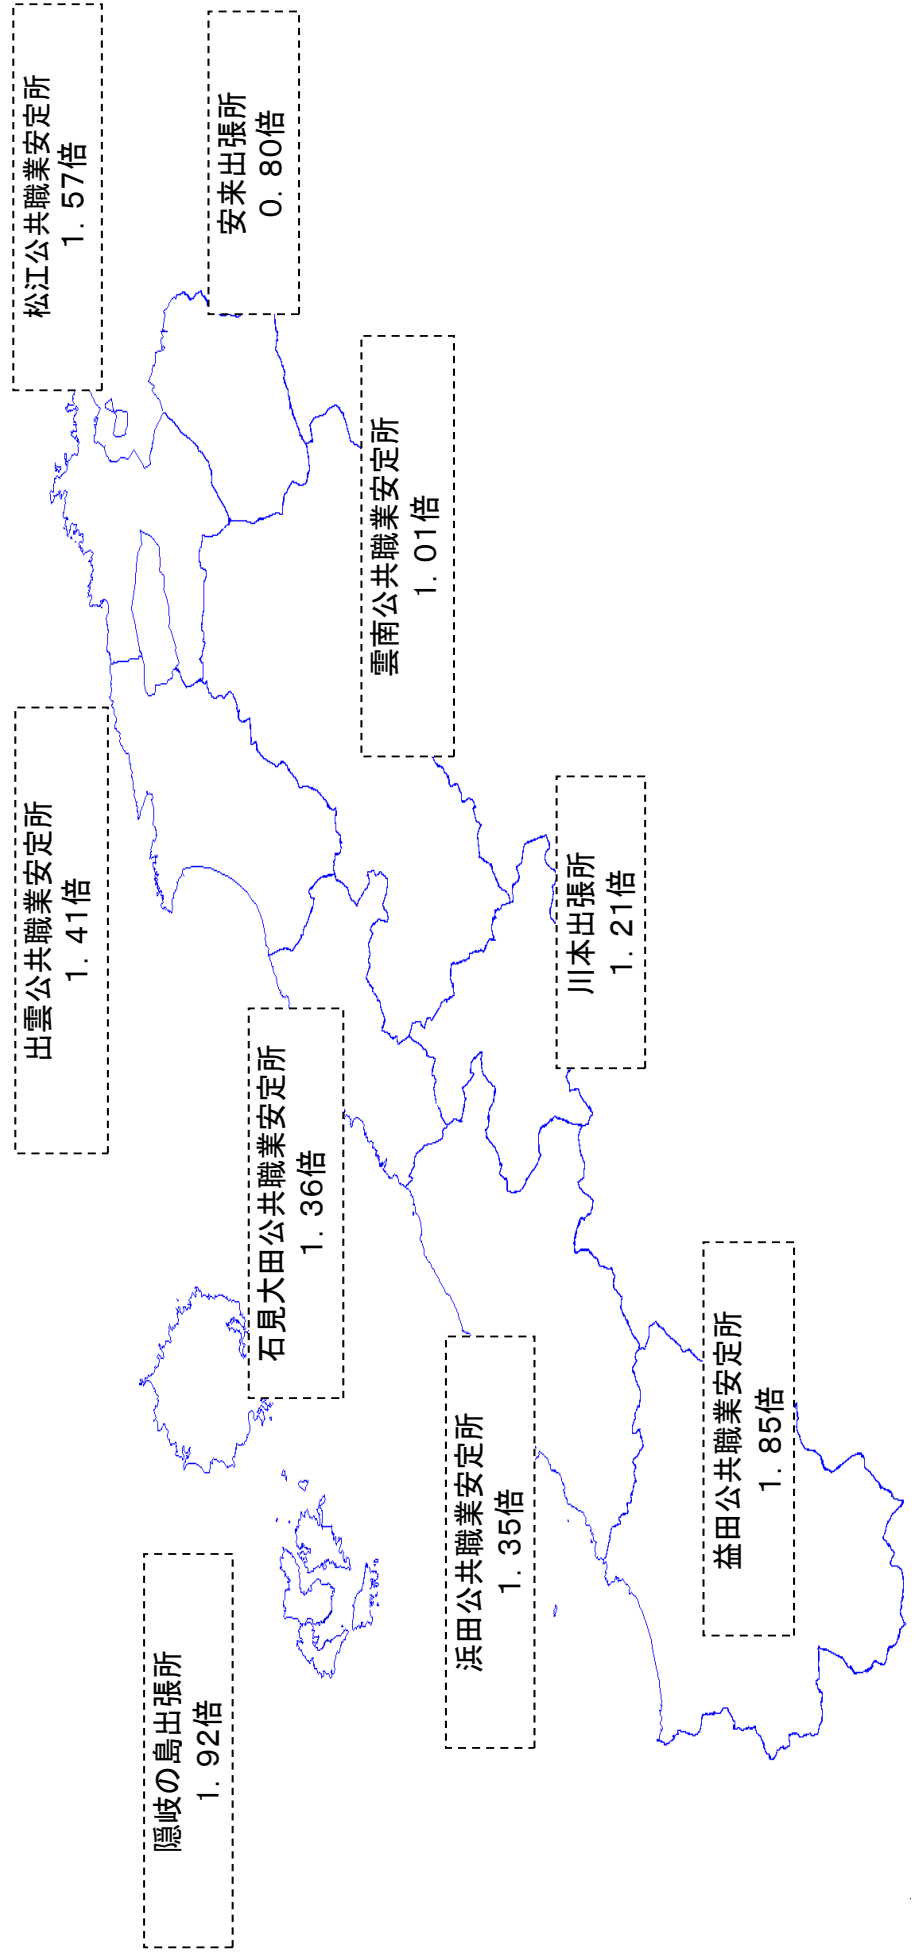 隠岐の島出張所
1．92倍
出雲公共職業安定所
1．41倍
松江公共職業安定所
1．57倍
安来出張所
0．80倍
石見大田公共職業安定所
1．36倍
雲南公共職業安定所
1．01倍
浜田公共職業安定所
1．35倍
川本出張所
1．21倍
益田公共職業安定所
1．85倍